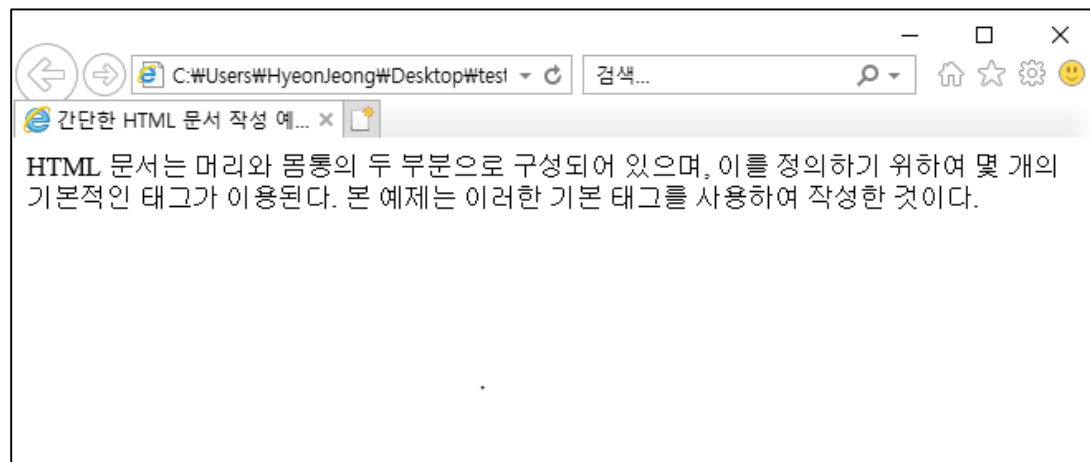 C:₩Users₩HyeonJeong₩Desktop₩test
검색...
간단한 HTML 문서 작성 예...
HTML 문서는 머리와 몸통의 두 부분으로 구성되어 있으며, 이를 정의하기 위하여 몇 개의
기본적인 태그가 이용된다. 본 예제는 이러한 기본 태그를 사용하여 작성한 것이다.